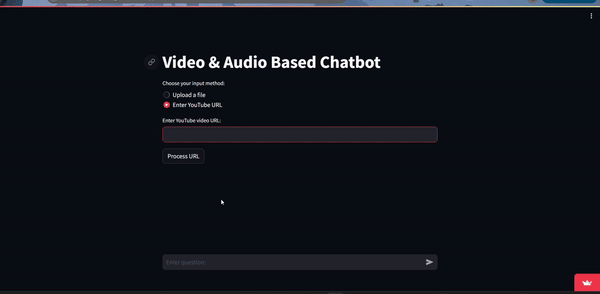 Video & Audio Based Chatbot
Choose your input method:
Upload a file
Enter YouTube URL
Enter YouTube video URL:
Process URL
Enter question: